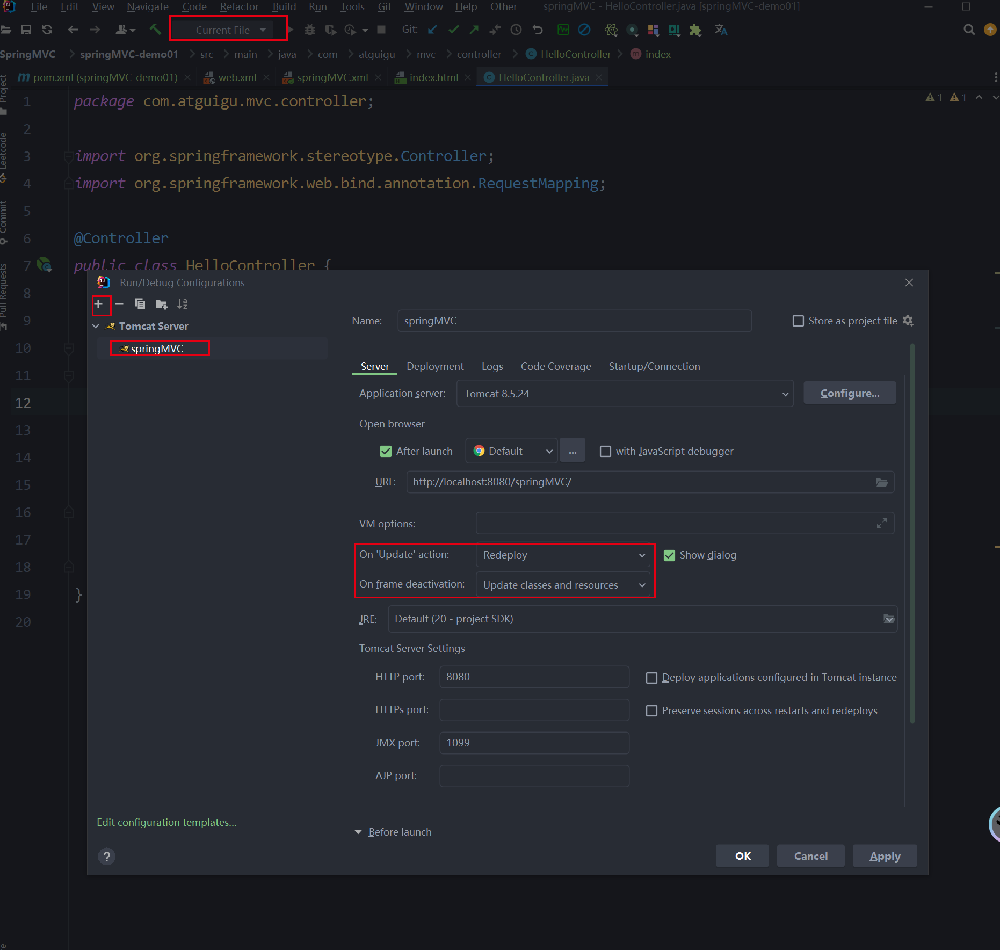 File Edit View Navigate Code Refactor Build Run Tools Git Window Help Other springMVC - HelloController.java [springMVC-demo01]
Current File Git:
SpringMVC springMVC-demo01 src main java com atguigu mvc controller HelloController index
pom.xml (springMVC-demo01) web.xml springMVC.xml index.html HelloController.java
Project
Leetcode
Commit
Pull Requests
1 package com.atguigu.mvc.controller; 1 1
2
3 import org.springframework.stereotype.Controller;
4 import org.springframework.web.bind.annotation.RequestMapping;
5
6 @Controller
7 public class HelloController {
8
9
10
11
12
13
14
15
16
17
18
19 }
20
Run/Debug Configurations
Tomcat Server
springMVC
Name: springMVC Store as project file
Server Deployment Logs Code Coverage Startup/Connection
Application server: Tomcat 8.5.24 Configure...
Open browser
After launch Default ... with JavaScript debugger
URL: http://localhost:8080/springMVC/
VM options:
On 'Update' action: Redeploy Show dialog
On frame deactivation: Update classes and resources
JRE: Default (20 - project SDK)
Tomcat Server Settings
HTTP port: 8080 Deploy applications configured in Tomcat instance
HTTPs port: Preserve sessions across restarts and redeploys
JMX port: 1099
AJP port:
Edit configuration templates...
Before launch
? OK Cancel Apply